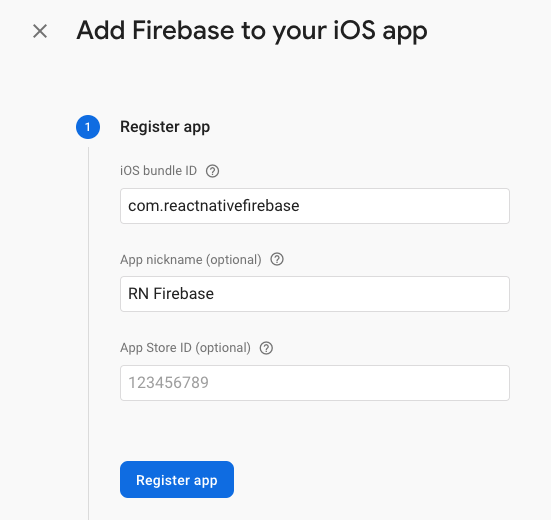 Add Firebase to your iOS app
1
Register app
iOS bundle ID
com.reactnativefirebase
App nickname (optional)
RN Firebase
App Store ID (optional)
123456789
Register app